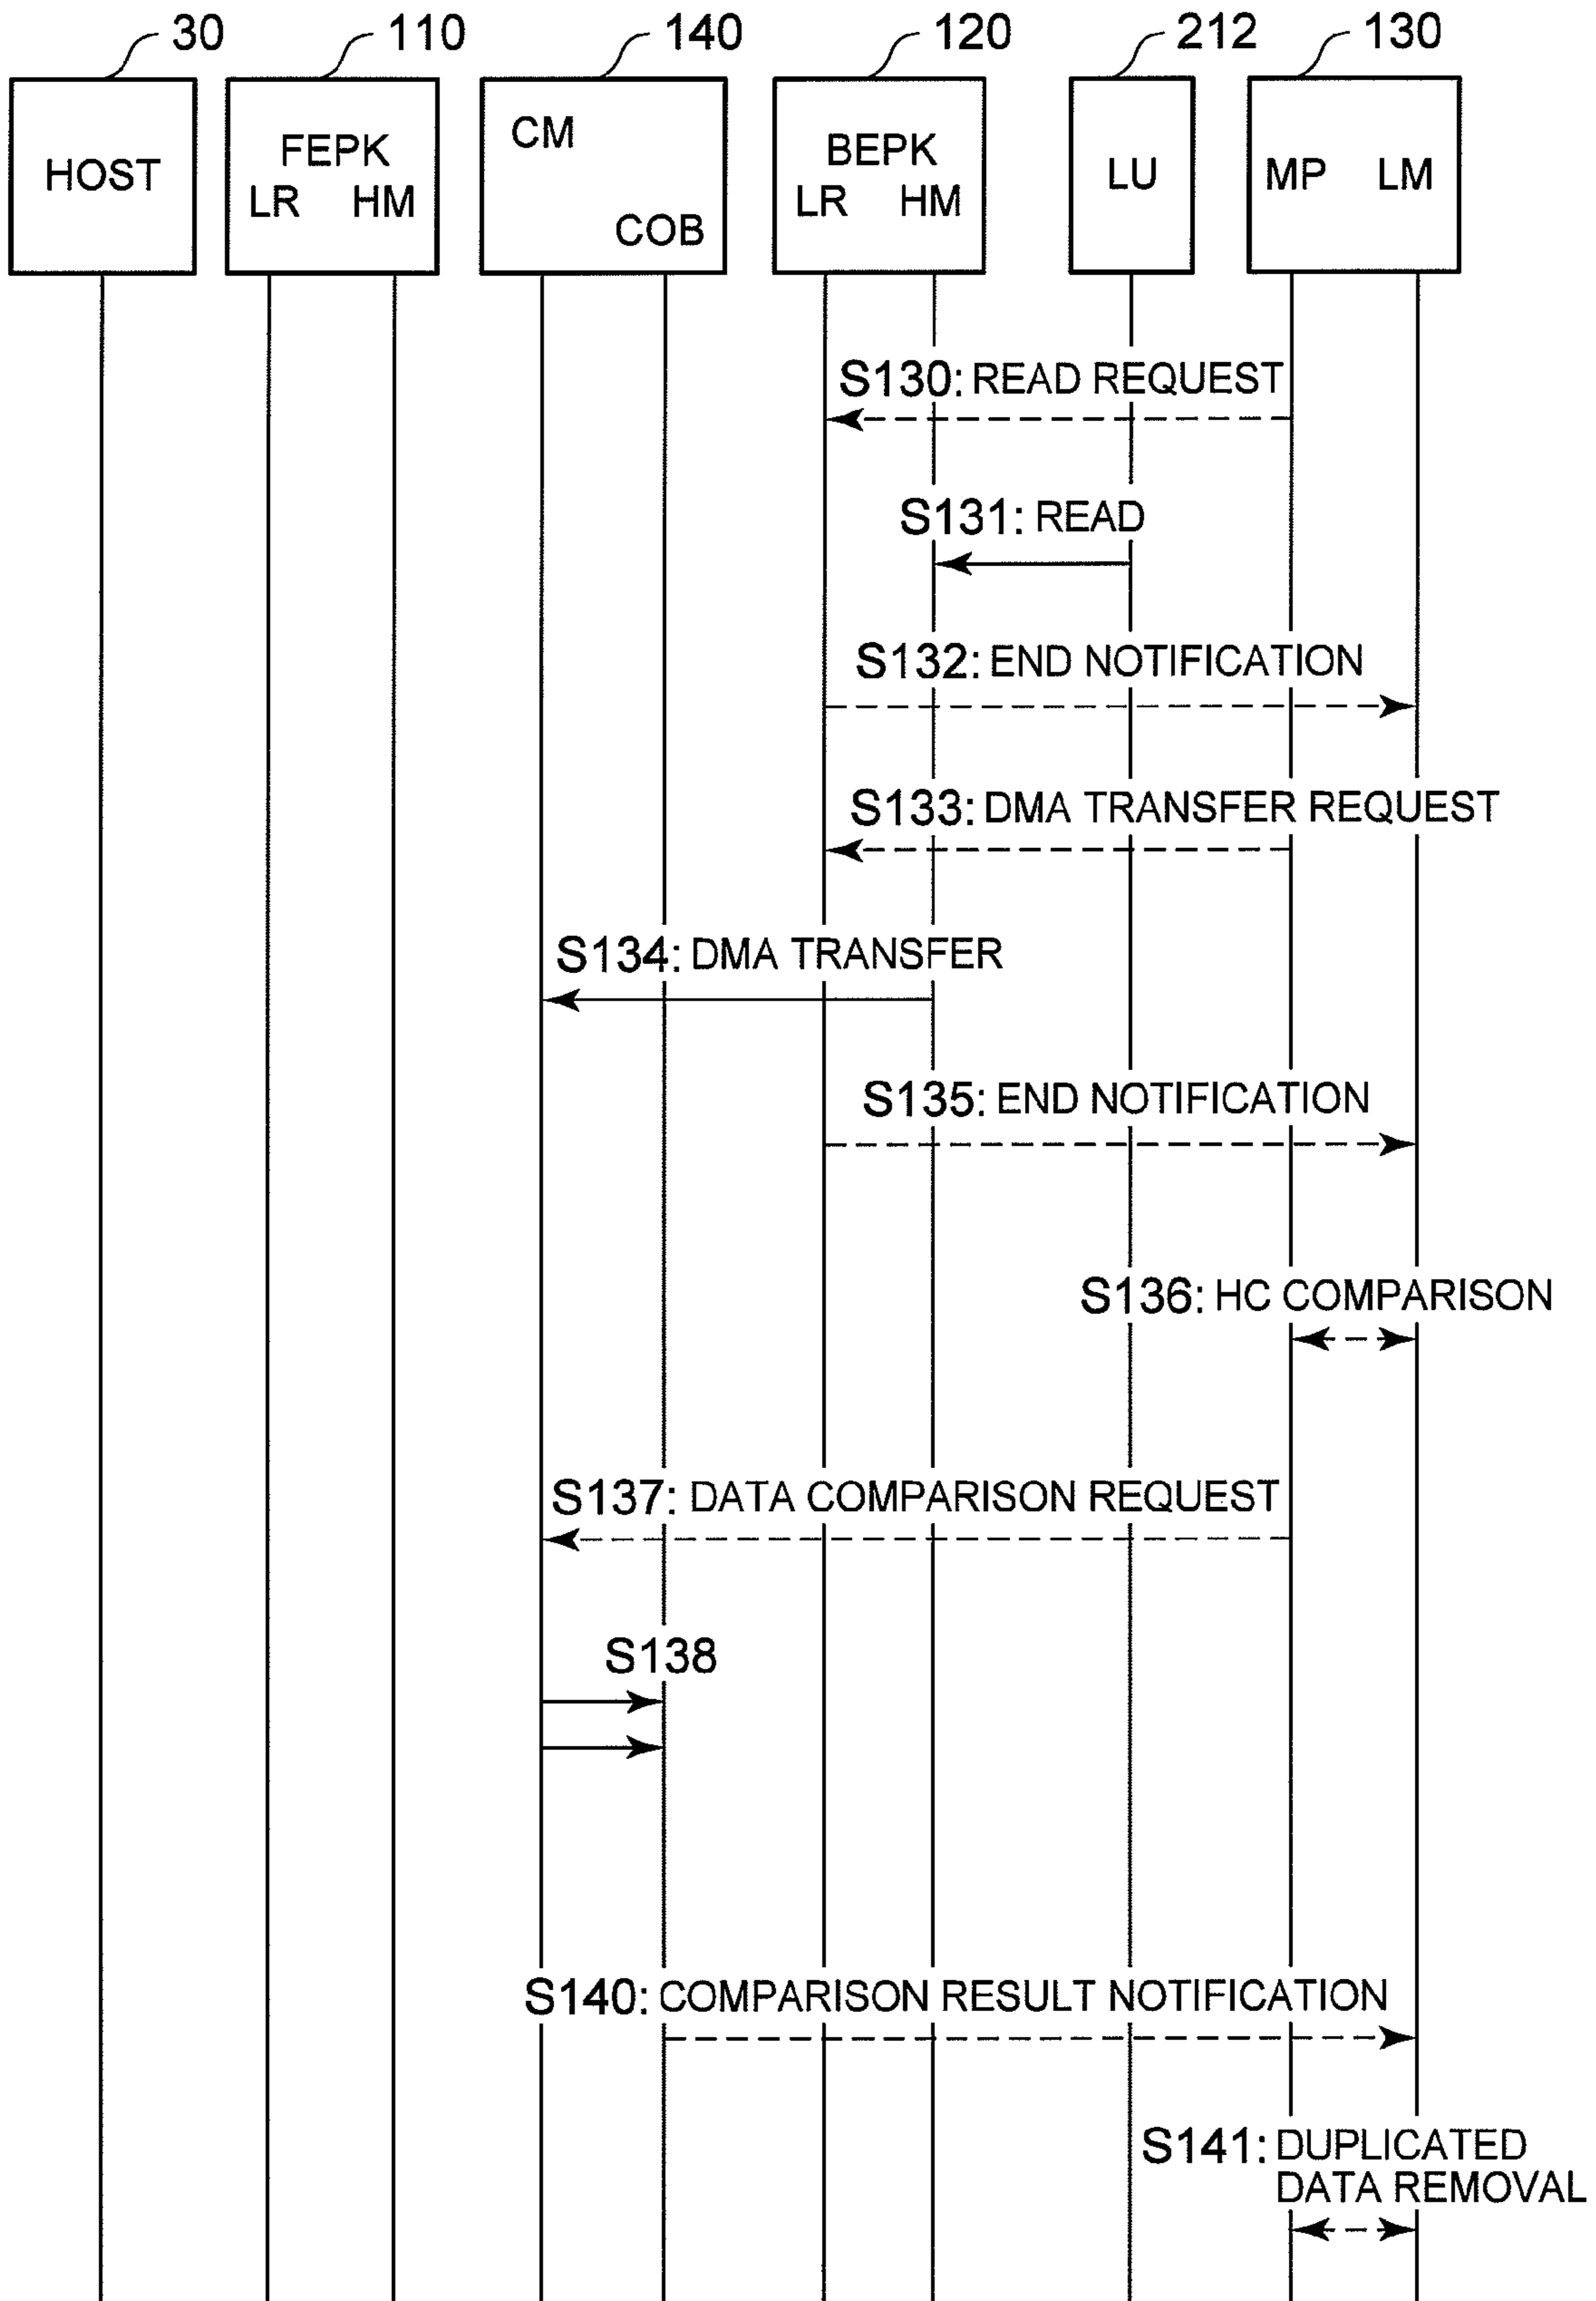 30 110 140 120 212 130
HOST
FEPK
LR HM
CM
COB
BEPK
LR HM
LU
MP LM
S130: READ REQUEST
S131: READ
S132: END NOTIFICATION
S133: DMA TRANSFER REQUEST
S134: DMA TRANSFER
S135: END NOTIFICATION
S136: HC COMPARISON
S137: DATA COMPARISON REQUEST
S138
S140: COMPARISON RESULT NOTIFICATION
S141: DUPLICATED
DATA REMOVAL